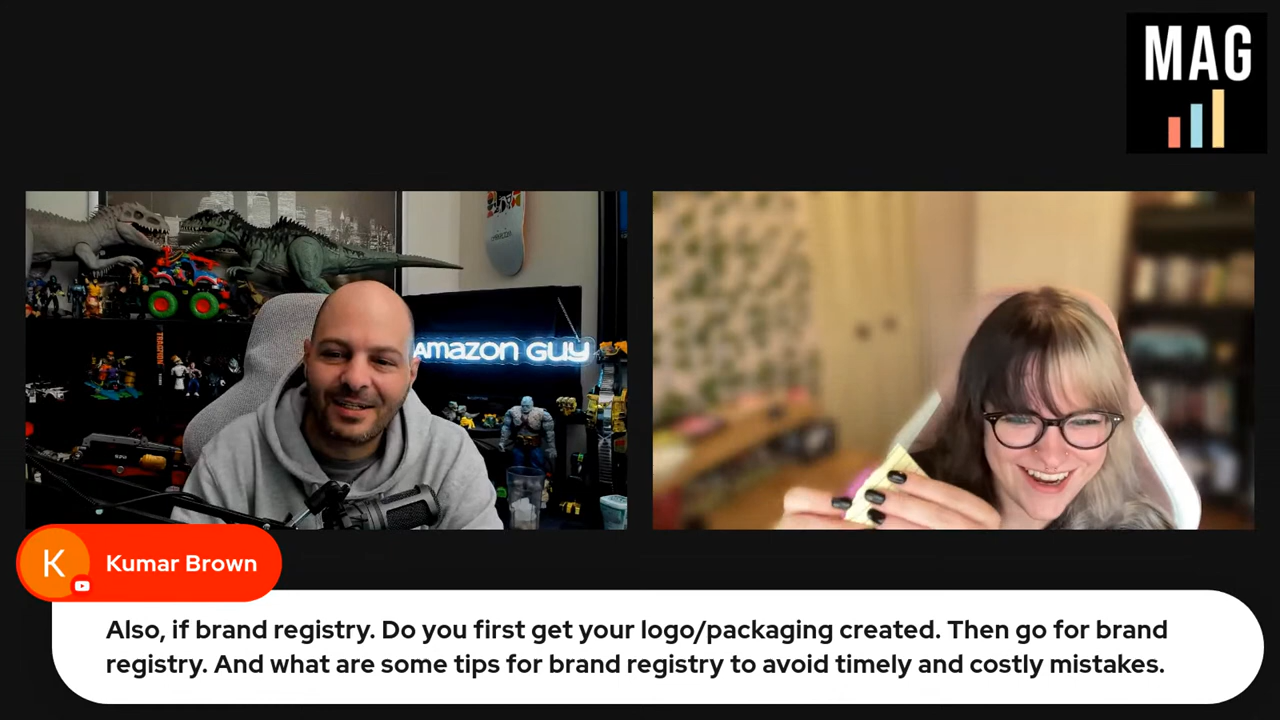 MAG
AMAZON GUY
K
Kumar Brown
Also, if brand registry. Do you first get your logo/packaging created. Then go for brand
registry. And what are some tips for brand registry to avoid timely and costly mistakes.